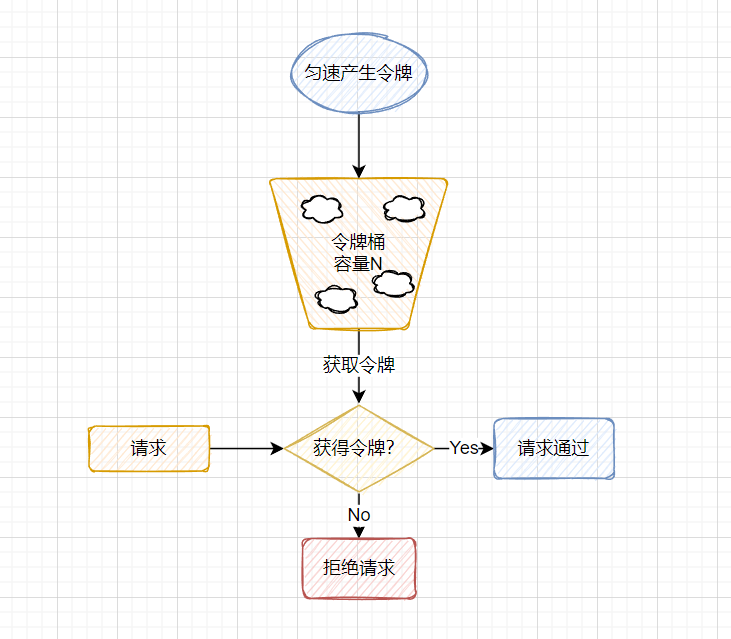 匀速产生令牌
令牌桶
容量N
获取令牌
请求
获得令牌?
Yes
请求通过
No
拒绝请求